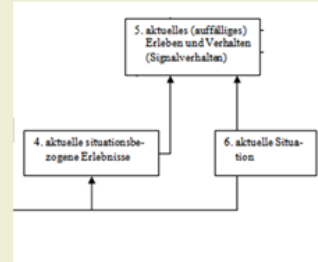 5. aktuelles (auffälliges)
Erleben und Verhalten
(Signalverhalten)
4. aktuelle situationsbe-
zogene Erlebnisse
6. aktuelle Situa-
tion